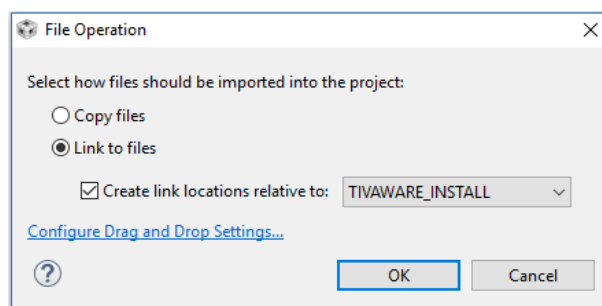 File Operation
Select how files should be imported into the project:
Copy files
Link to files
Create link locations relative to: TIVAWARE_INSTALL
Configure Drag and Drop Settings...
? OK Cancel